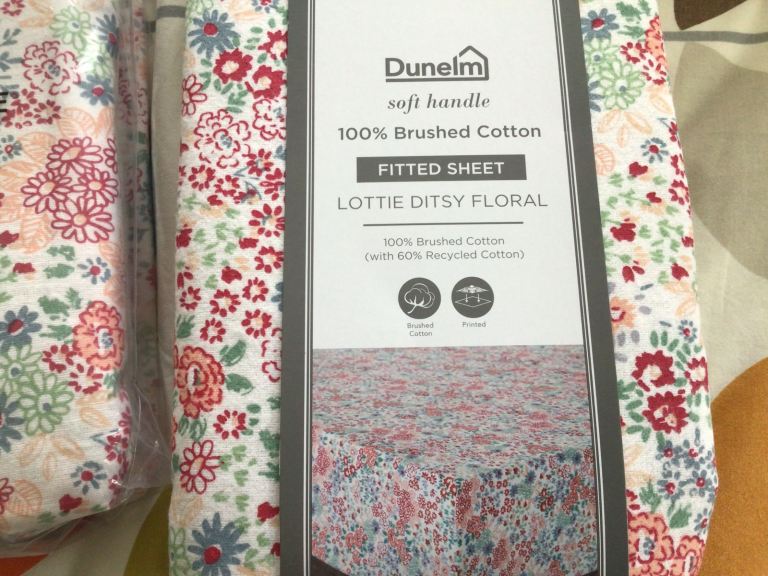 Dunelm
soft handle
100% Brushed Cotton
FITTED SHEET
LOTTIE DITSY FLORAL
100% Brushed Cotton
(with 60% Recycled Cotton)
Brushed
Cotton
Printed